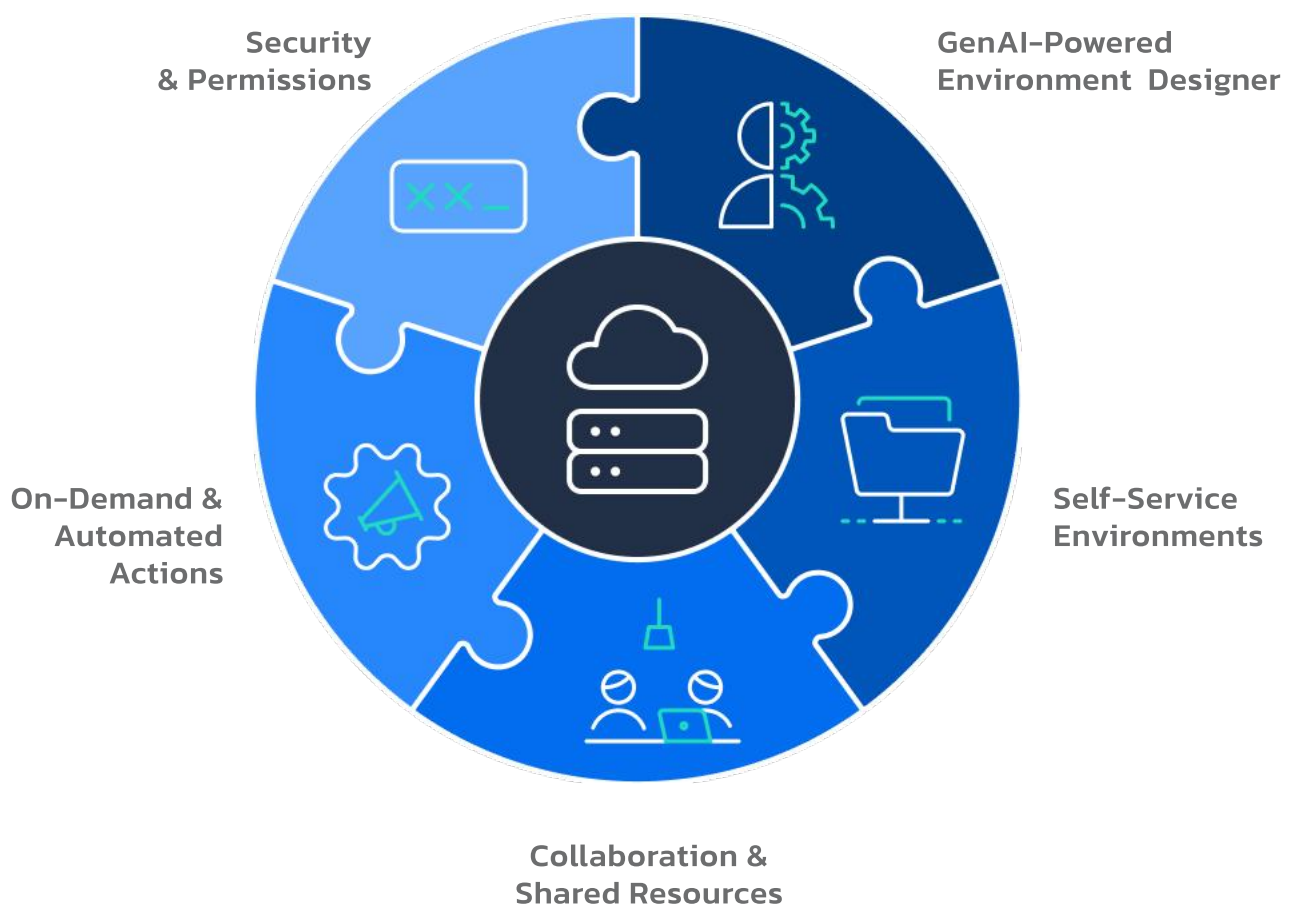 Security
& Permissions
GenAI-Powered
Environment Designer
On-Demand &
Automated
Actions
Self-Service
Environments
Collaboration &
Shared Resources